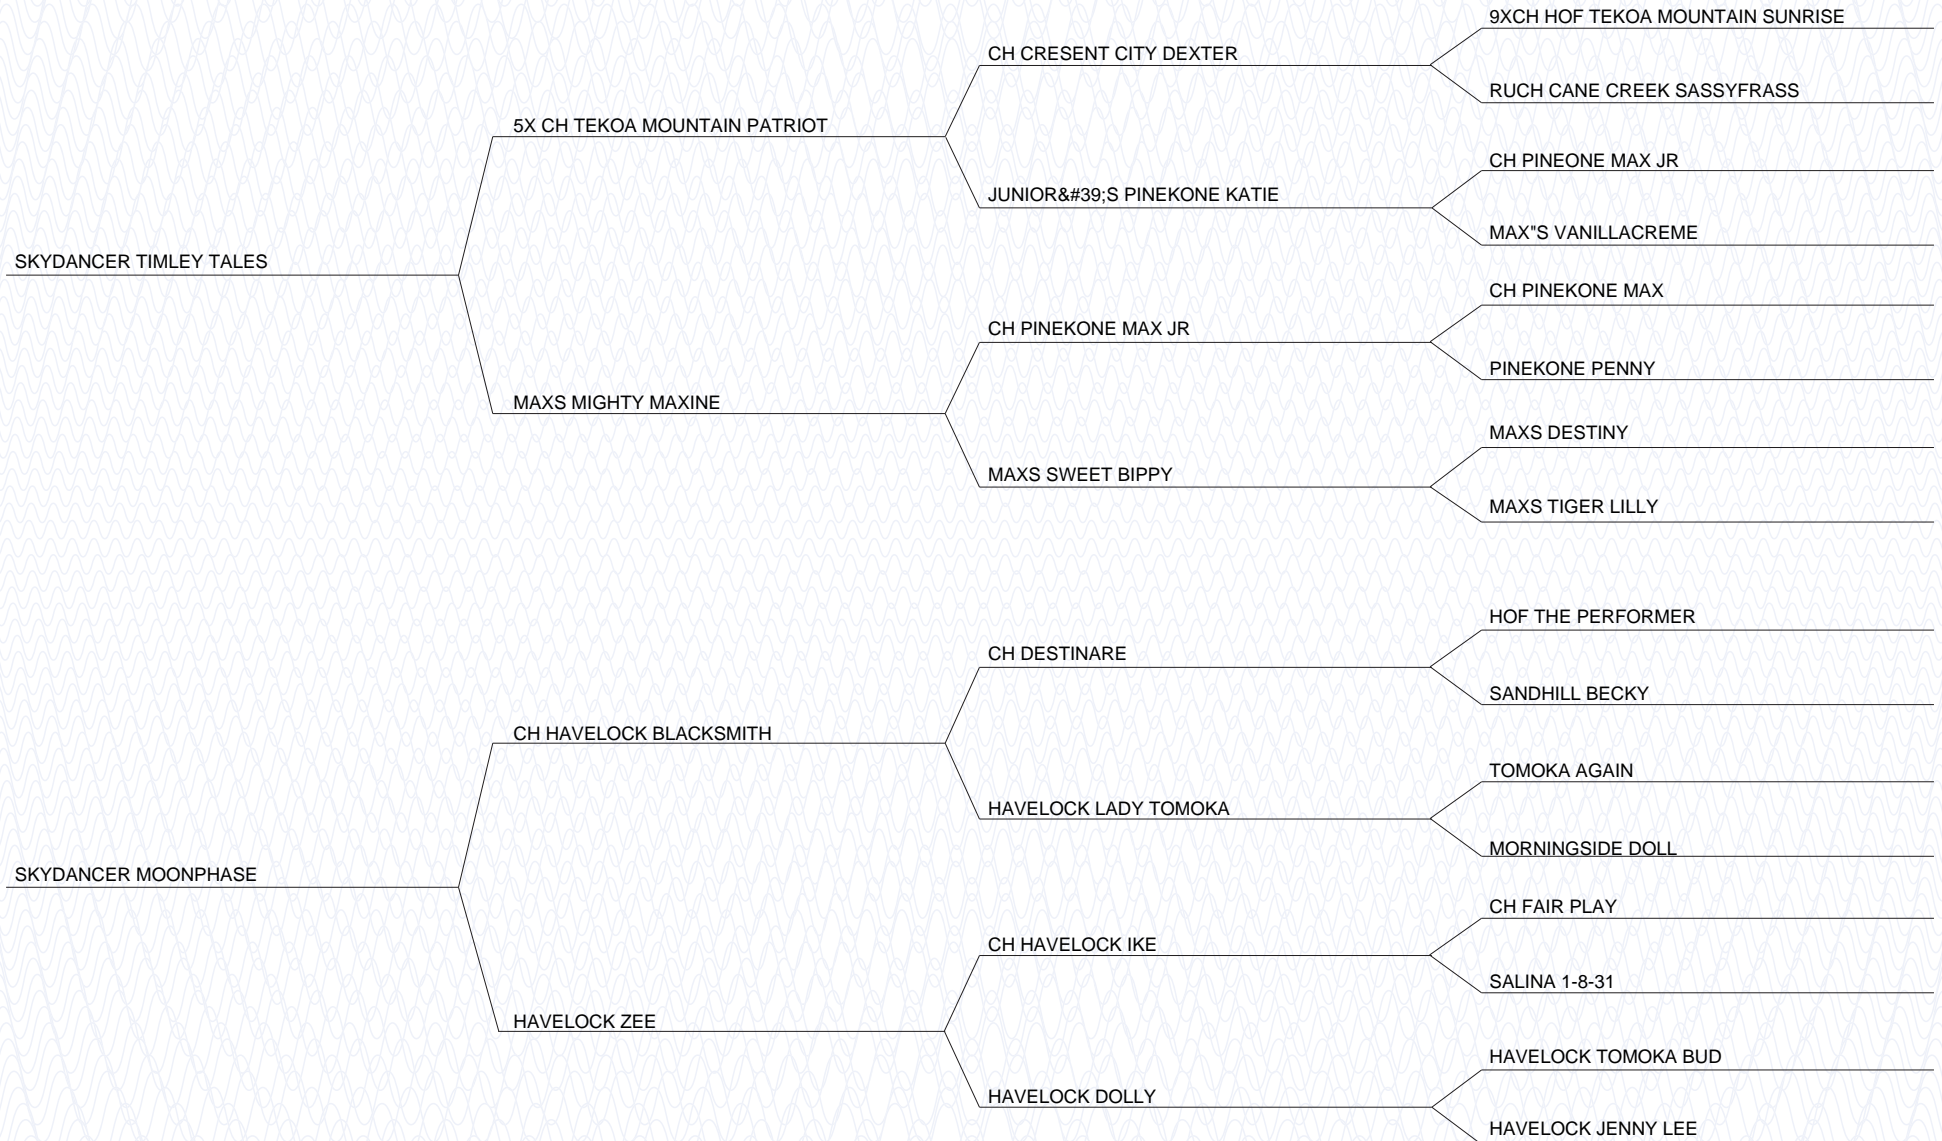 9XCH HOF TEKOA MOUNTAIN SUNRISE
CH CRESENT CITY DEXTER
RUCH CANE CREEK SASSYFRASS
5X CH TEKOA MOUNTAIN PATRIOT
CH PINEONE MAX JR
JUNIOR&#39;S PINEKONE KATIE
MAX"S VANILLACREME
SKYDANCER TIMLEY TALES
CH PINEKONE MAX
CH PINEKONE MAX JR
PINEKONE PENNY
MAXS MIGHTY MAXINE
MAXS DESTINY
MAXS SWEET BIPPY
MAXS TIGER LILLY
HOF THE PERFORMER
CH DESTINARE
SANDHILL BECKY
CH HAVELOCK BLACKSMITH
TOMOKA AGAIN
HAVELOCK LADY TOMOKA
MORNINGSIDE DOLL
SKYDANCER MOONPHASE
CH FAIR PLAY
CH HAVELOCK IKE
SALINA 1-8-31
HAVELOCK ZEE
HAVELOCK TOMOKA BUD
HAVELOCK DOLLY
HAVELOCK JENNY LEE